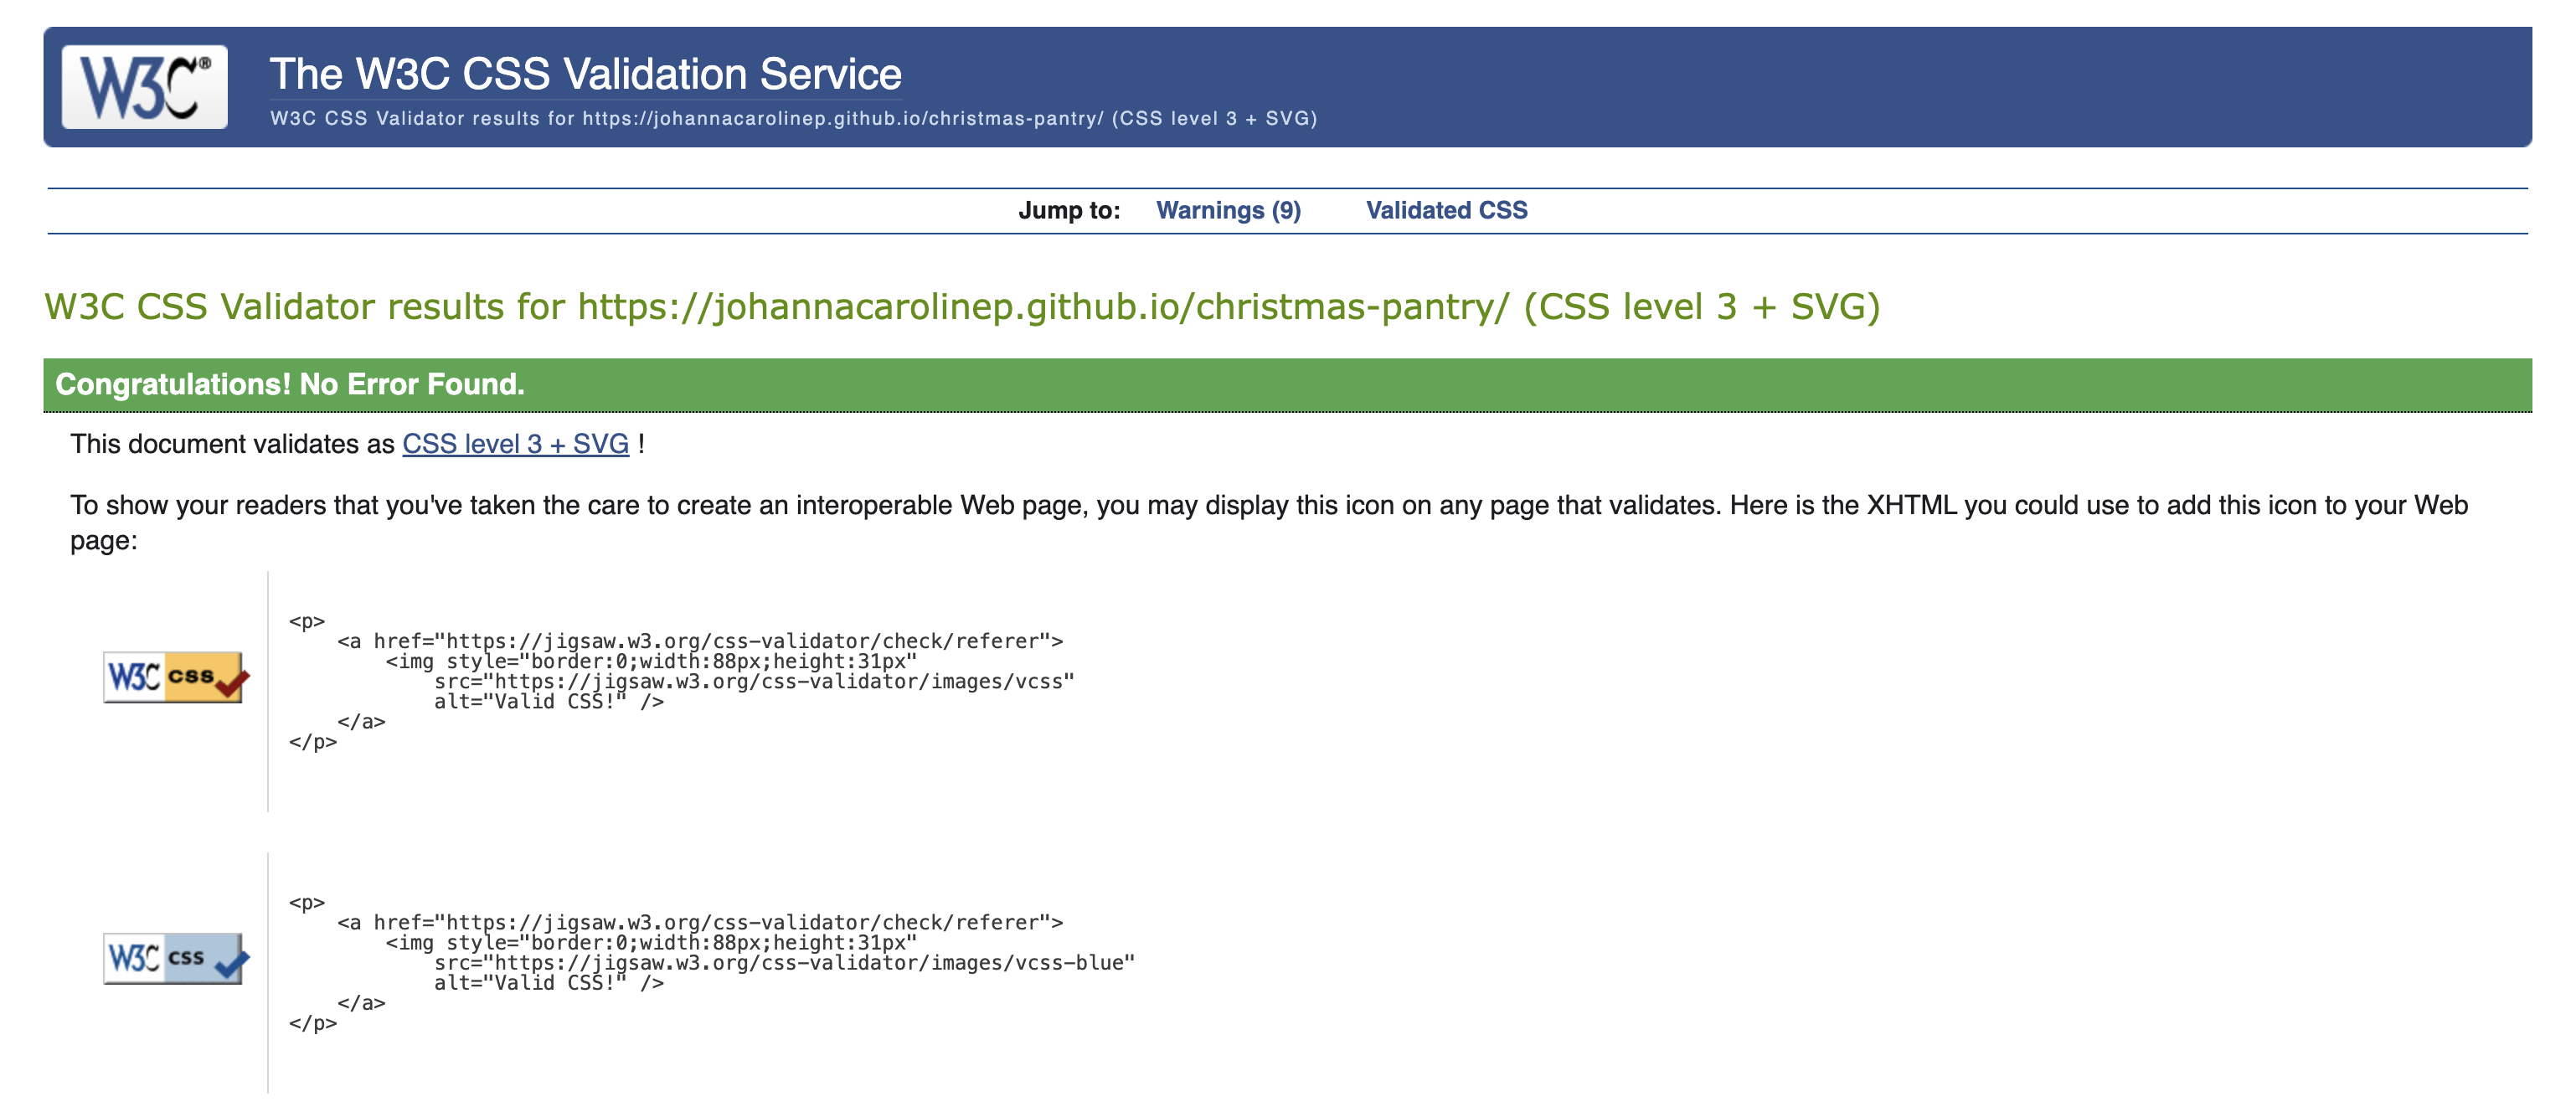 W3C®
The W3C CSS Validation Service
W3C CSS Validator results for https://johannacarolinep.github.io/christmas-pantry/ (CSS level 3 + SVG)
Jump to: Warnings (9) Validated CSS
W3C CSS Validator results for https://johannacarolinep.github.io/christmas-pantry/ (CSS level 3 + SVG)
Congratulations! No Error Found.
This document validates as CSS level 3 + SVG !
To show your readers that you've taken the care to create an interoperable Web page, you may display this icon on any page that validates. Here is the XHTML you could use to add this icon to your Web
page:
W3C css
<p>
    <a href="https://jigsaw.w3.org/css-validator/check/referer">
        <img style="border:0;width:88px;height:31px"
            src="https://jigsaw.w3.org/css-validator/images/vcss"
            alt="Valid CSS!" />
    </a>
</p>
W3C css
<p>
    <a href="https://jigsaw.w3.org/css-validator/check/referer">
        <img style="border:0;width:88px;height:31px"
            src="https://jigsaw.w3.org/css-validator/images/vcss-blue"
            alt="Valid CSS!" />
    </a>
</p>